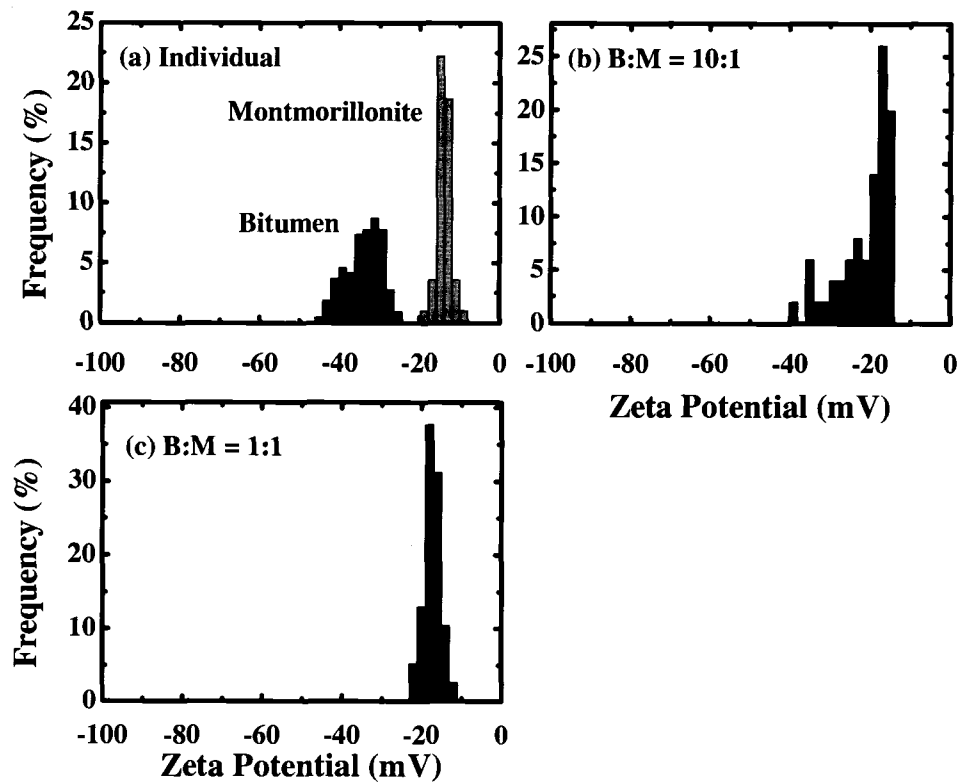 (a) Individual
Montmorillonite
Bitumen
Frequency (%)
25
20
15
10
5
0
-100 -80 -60 -40 -20 0
(b) B:M = 10:1
25
20
15
10
5
0
-100 -80 -60 -40 -20 0
Zeta Potential (mV)
(c) B:M = 1:1
Frequency (%)
40
30
20
10
0
-100 -80 -60 -40 -20 0
Zeta Potential (mV)